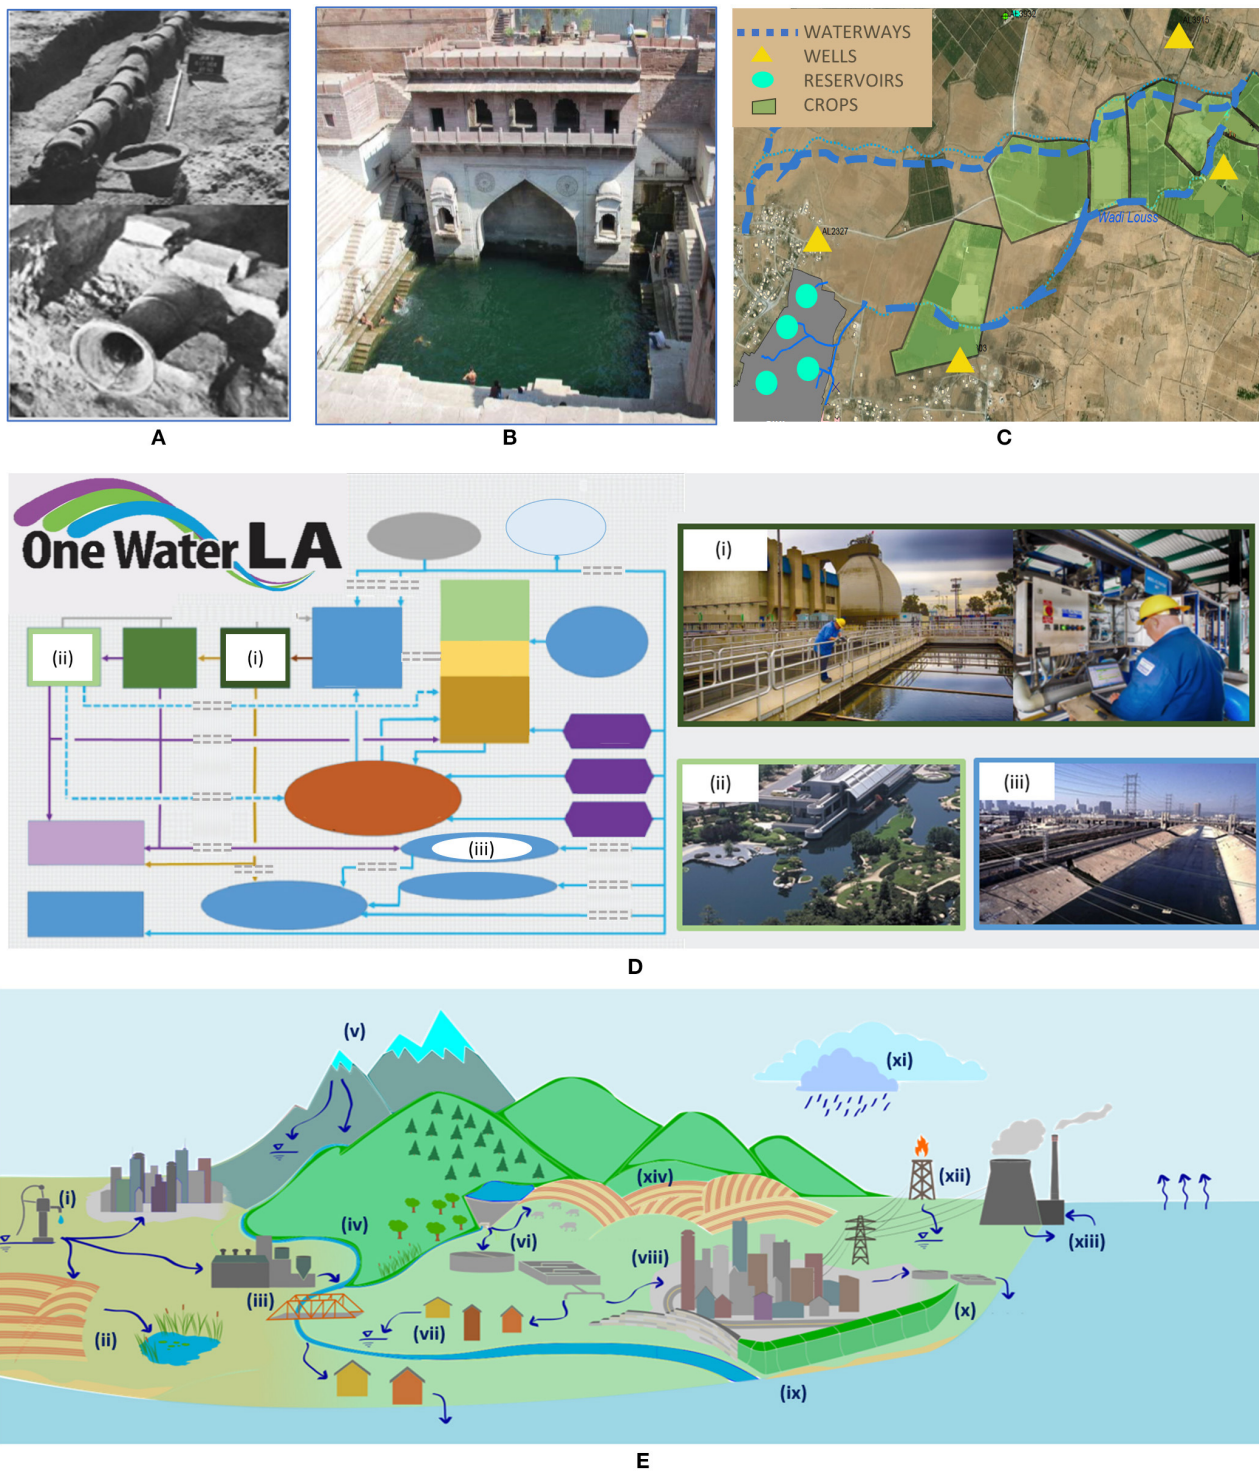 WATERWAYS
WELLS
RESERVOIRS
CROPS
AL3915
AL2327
Wadi Louss
A
B
C
One Water LA
(i)
(ii)
(i)
(ii)
(iii)
(iii)
D
(v)
(xi)
(xii)
(xiv)
(i)
(iv)
(vi)
(viii)
(xiii)
(iii)
(x)
(vii)
(ii)
(ix)
E